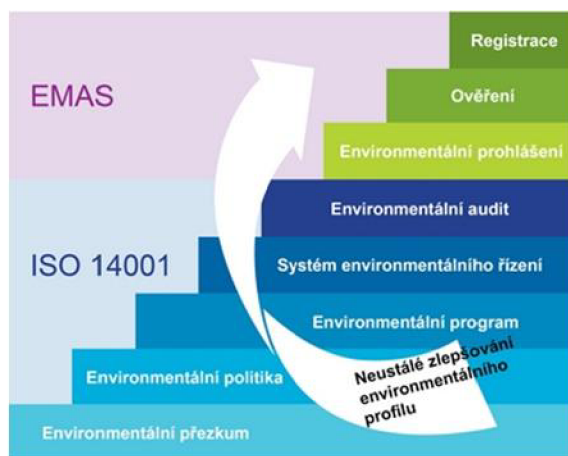 Registrace
EMAS
Ověření
Environmentální prohlášení
Environmentální audit
ISO 14001
Systém environmentálního řízení
Environmentální program
Neustálé zlepšování
environmentálního
profilu
Environmentální politika
Environmentální přezkum